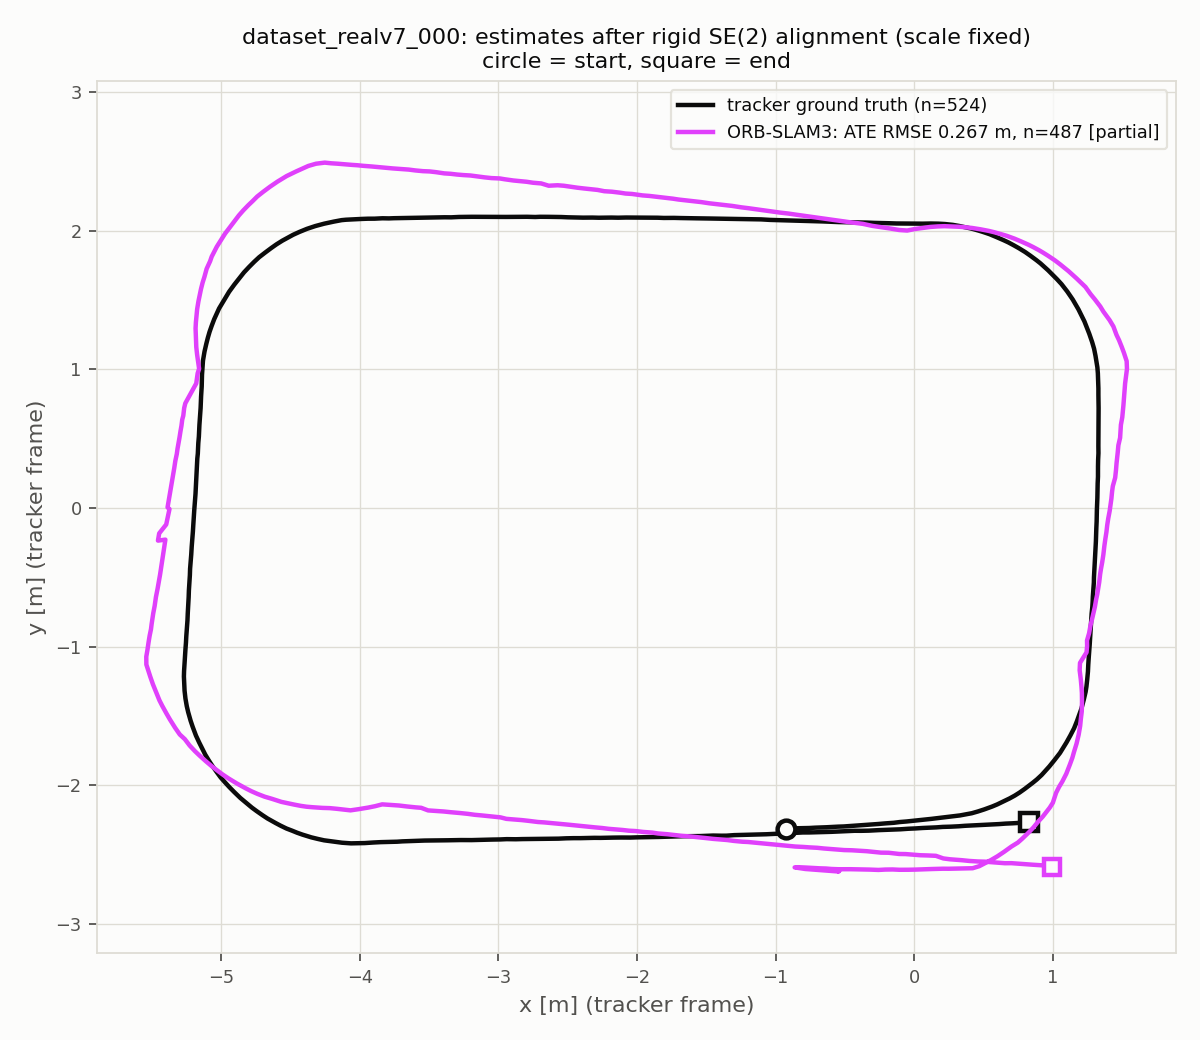 dataset_realv7_000: estimates after rigid SE(2) alignment (scale fixed)
circle = start, square = end
tracker ground truth (n=524)
ORB-SLAM3: ATE RMSE 0.267 m, n=487 [partial]
3
2
1
0
−1
−2
−3
y [m] (tracker frame)
−5
−4
−3
−2
−1
0
1
x [m] (tracker frame)